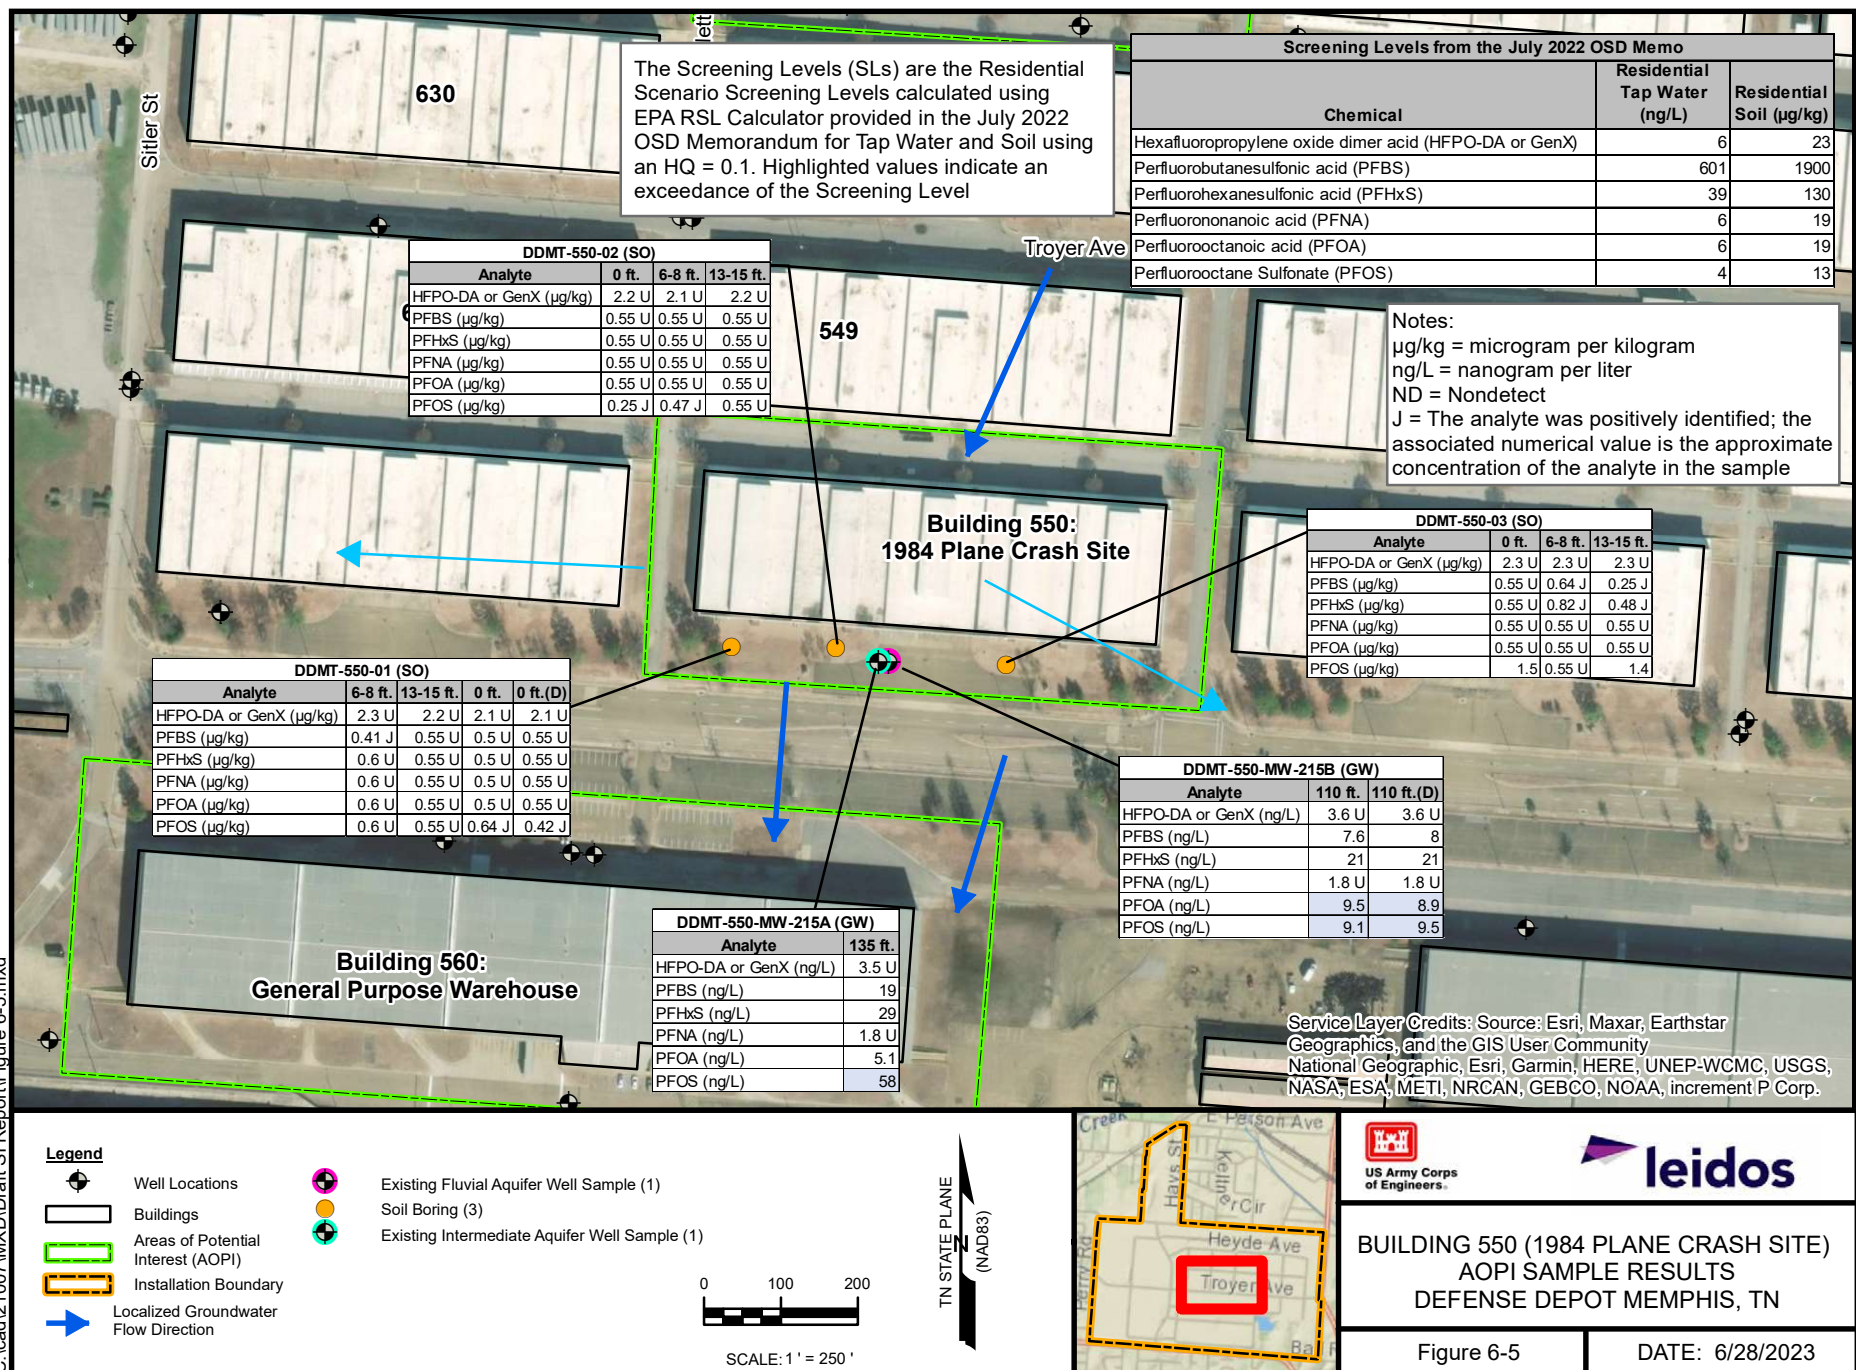 Sitler St
630
549
Troyer Ave
The Screening Levels (SLs) are the Residential
Scenario Screening Levels calculated using
EPA RSL Calculator provided in the July 2022
OSD Memorandum for Tap Water and Soil using
an HQ = 0.1. Highlighted values indicate an
exceedance of the Screening Level
Screening Levels from the July 2022 OSD Memo
Chemical Residential Tap Water (ng/L) Residential Soil (µg/kg)
Hexafluoropropylene oxide dimer acid (HFPO-DA or GenX) 6 23
Perfluorobutanesulfonic acid (PFBS) 601 1900
Perfluorohexanesulfonic acid (PFHxS) 39 130
Perfluorononanoic acid (PFNA) 6 19
Perfluorooctanoic acid (PFOA) 6 19
Perfluorooctane Sulfonate (PFOS) 4 13
Notes:
µg/kg = microgram per kilogram
ng/L = nanogram per liter
ND = Nondetect
J = The analyte was positively identified; the
associated numerical value is the approximate
concentration of the analyte in the sample
DDMT-550-02 (SO)
Analyte 0 ft. 6-8 ft. 13-15 ft.
HFPO-DA or GenX (µg/kg) 2.2 U 2.1 U 2.2 U
PFBS (µg/kg) 0.55 U 0.55 U 0.55 U
PFHxS (µg/kg) 0.55 U 0.55 U 0.55 U
PFNA (µg/kg) 0.55 U 0.55 U 0.55 U
PFOA (µg/kg) 0.55 U 0.55 U 0.55 U
PFOS (µg/kg) 0.25 J 0.47 J 0.55 U
Building 550:
1984 Plane Crash Site
DDMT-550-03 (SO)
Analyte 0 ft. 6-8 ft. 13-15 ft.
HFPO-DA or GenX (µg/kg) 2.3 U 2.3 U 2.3 U
PFBS (µg/kg) 0.55 U 0.64 J 0.25 J
PFHxS (µg/kg) 0.55 U 0.82 J 0.48 J
PFNA (µg/kg) 0.55 U 0.55 U 0.55 U
PFOA (µg/kg) 0.55 U 0.55 U 0.55 U
PFOS (µg/kg) 1.5 0.55 U 1.4
DDMT-550-01 (SO)
Analyte 6-8 ft. 13-15 ft. 0 ft. 0 ft.(D)
HFPO-DA or GenX (µg/kg) 2.3 U 2.2 U 2.1 U 2.1 U
PFBS (µg/kg) 0.41 J 0.55 U 0.5 U 0.55 U
PFHxS (µg/kg) 0.6 U 0.55 U 0.5 U 0.55 U
PFNA (µg/kg) 0.6 U 0.55 U 0.5 U 0.55 U
PFOA (µg/kg) 0.6 U 0.55 U 0.5 U 0.55 U
PFOS (µg/kg) 0.6 U 0.55 U 0.64 J 0.42 J
DDMT-550-MW-215B (GW)
Analyte 110 ft. 110 ft.(D)
HFPO-DA or GenX (ng/L) 3.6 U 3.6 U
PFBS (ng/L) 7.6 8
PFHxS (ng/L) 21 21
PFNA (ng/L) 1.8 U 1.8 U
PFOA (ng/L) 9.5 8.9
PFOS (ng/L) 9.1 9.5
DDMT-550-MW-215A (GW)
Analyte 135 ft.
HFPO-DA or GenX (ng/L) 3.5 U
PFBS (ng/L) 19
PFHxS (ng/L) 29
PFNA (ng/L) 1.8 U
PFOA (ng/L) 5.1
PFOS (ng/L) 58
Building 560:
General Purpose Warehouse
Service Layer Credits: Source: Esri, Maxar, Earthstar
Geographics, and the GIS User Community
National Geographic, Esri, Garmin, HERE, UNEP-WCMC, USGS,
NASA, ESA, METI, NRCAN, GEBCO, NOAA, increment P Corp.
Legend
Well Locations
Buildings
Areas of Potential
Interest (AOPI)
Installation Boundary
Localized Groundwater
Flow Direction
Existing Fluvial Aquifer Well Sample (1)
Soil Boring (3)
Existing Intermediate Aquifer Well Sample (1)
0 100 200
SCALE: 1 ' = 250 '
TN STATE PLANE
N
(NAD83)
Creek
E Person Ave
Hays St
Keltner Cir
Heyde Ave
Perry Rd
Troyer Ave
US Army Corps
of Engineers®
leidos
BUILDING 550 (1984 PLANE CRASH SITE)
AOPI SAMPLE RESULTS
DEFENSE DEPOT MEMPHIS, TN
Figure 6-5
DATE: 6/28/2023